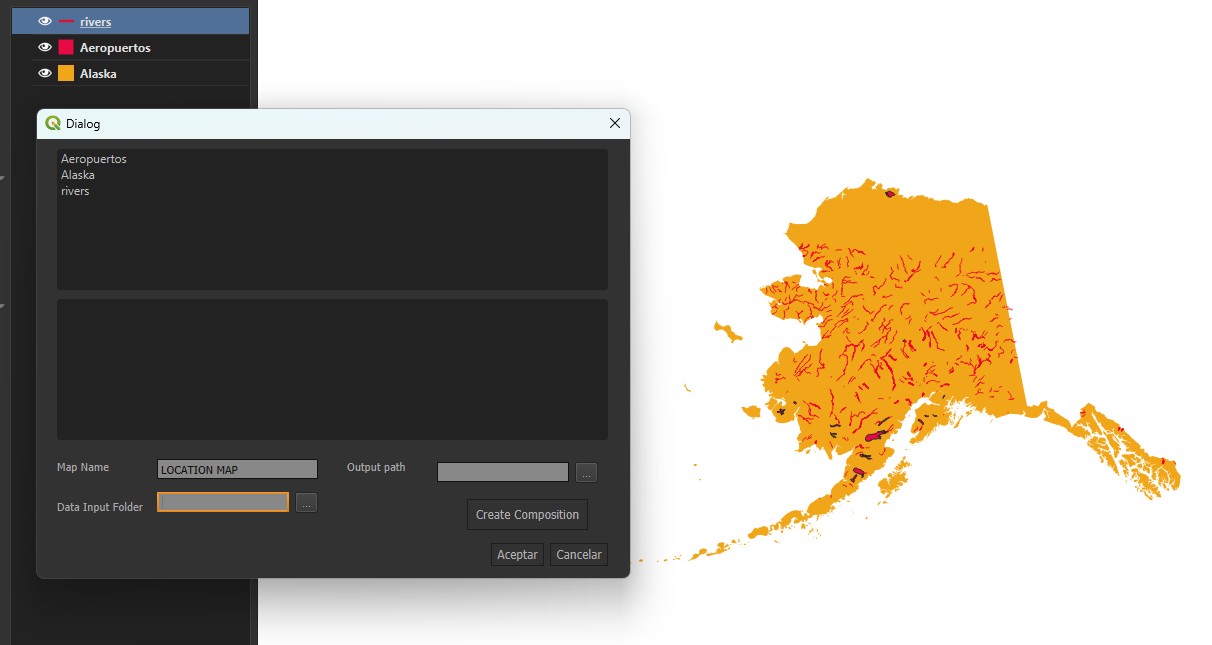 rivers
Aeropuertos
Alaska
Dialog
Aeropuertos
Alaska
rivers
Map Name
LOCATION MAP
Output path
...
Data Input Folder
...
Create Composition
Aceptar
Cancelar